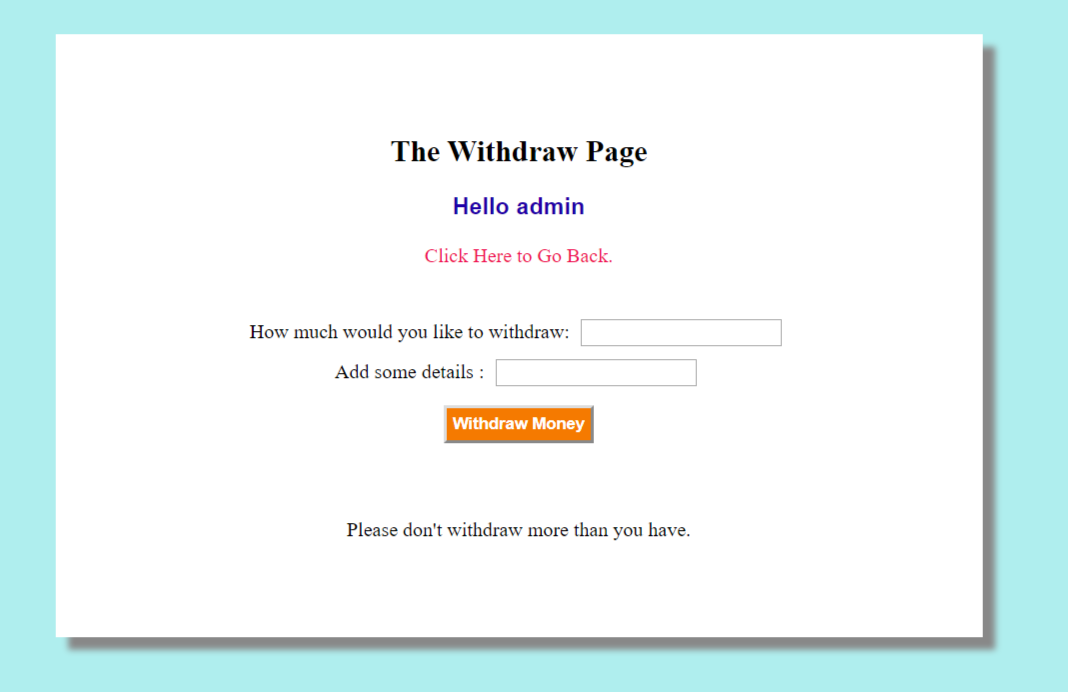 The Withdraw Page
Hello admin
Click Here to Go Back.
How much would you like to withdraw:
Add some details :
Withdraw Money
Please don't withdraw more than you have.